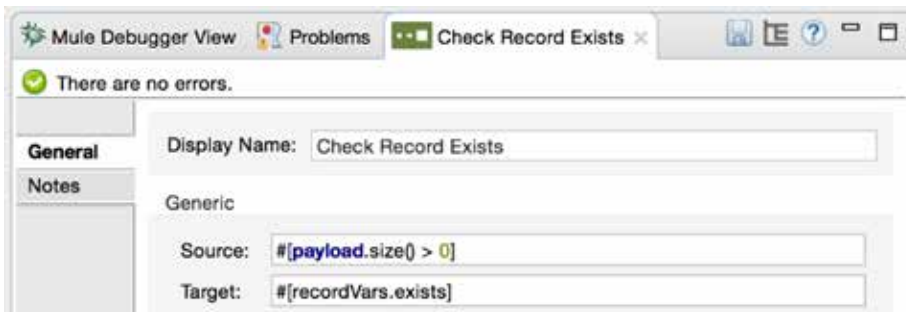 Mule Debugger View Problems Check Record Exists
There are no errors.
General
Display Name: Check Record Exists
Notes
Generic
Source: #[payload.size() > 0]
Target: #[recordVars.exists]